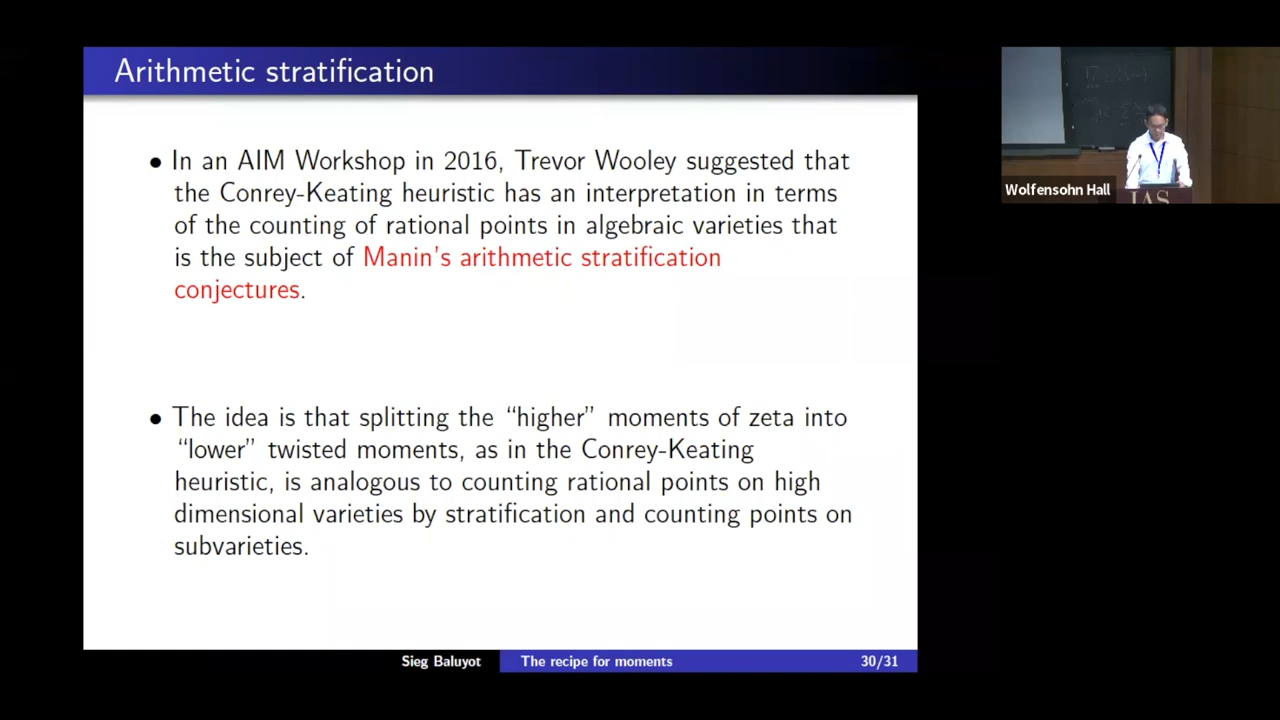 Arithmetic stratification
• In an AIM Workshop in 2016, Trevor Wooley suggested that
the Conrey-Keating heuristic has an interpretation in terms
of the counting of rational points in algebraic varieties that
is the subject of Manin's arithmetic stratification
conjectures.
• The idea is that splitting the “higher” moments of zeta into
“lower” twisted moments, as in the Conrey-Keating
heuristic, is analogous to counting rational points on high
dimensional varieties by stratification and counting points on
subvarieties.
Sieg Baluyot
The recipe for moments
30/31
Wolfensohn Hall
IAS